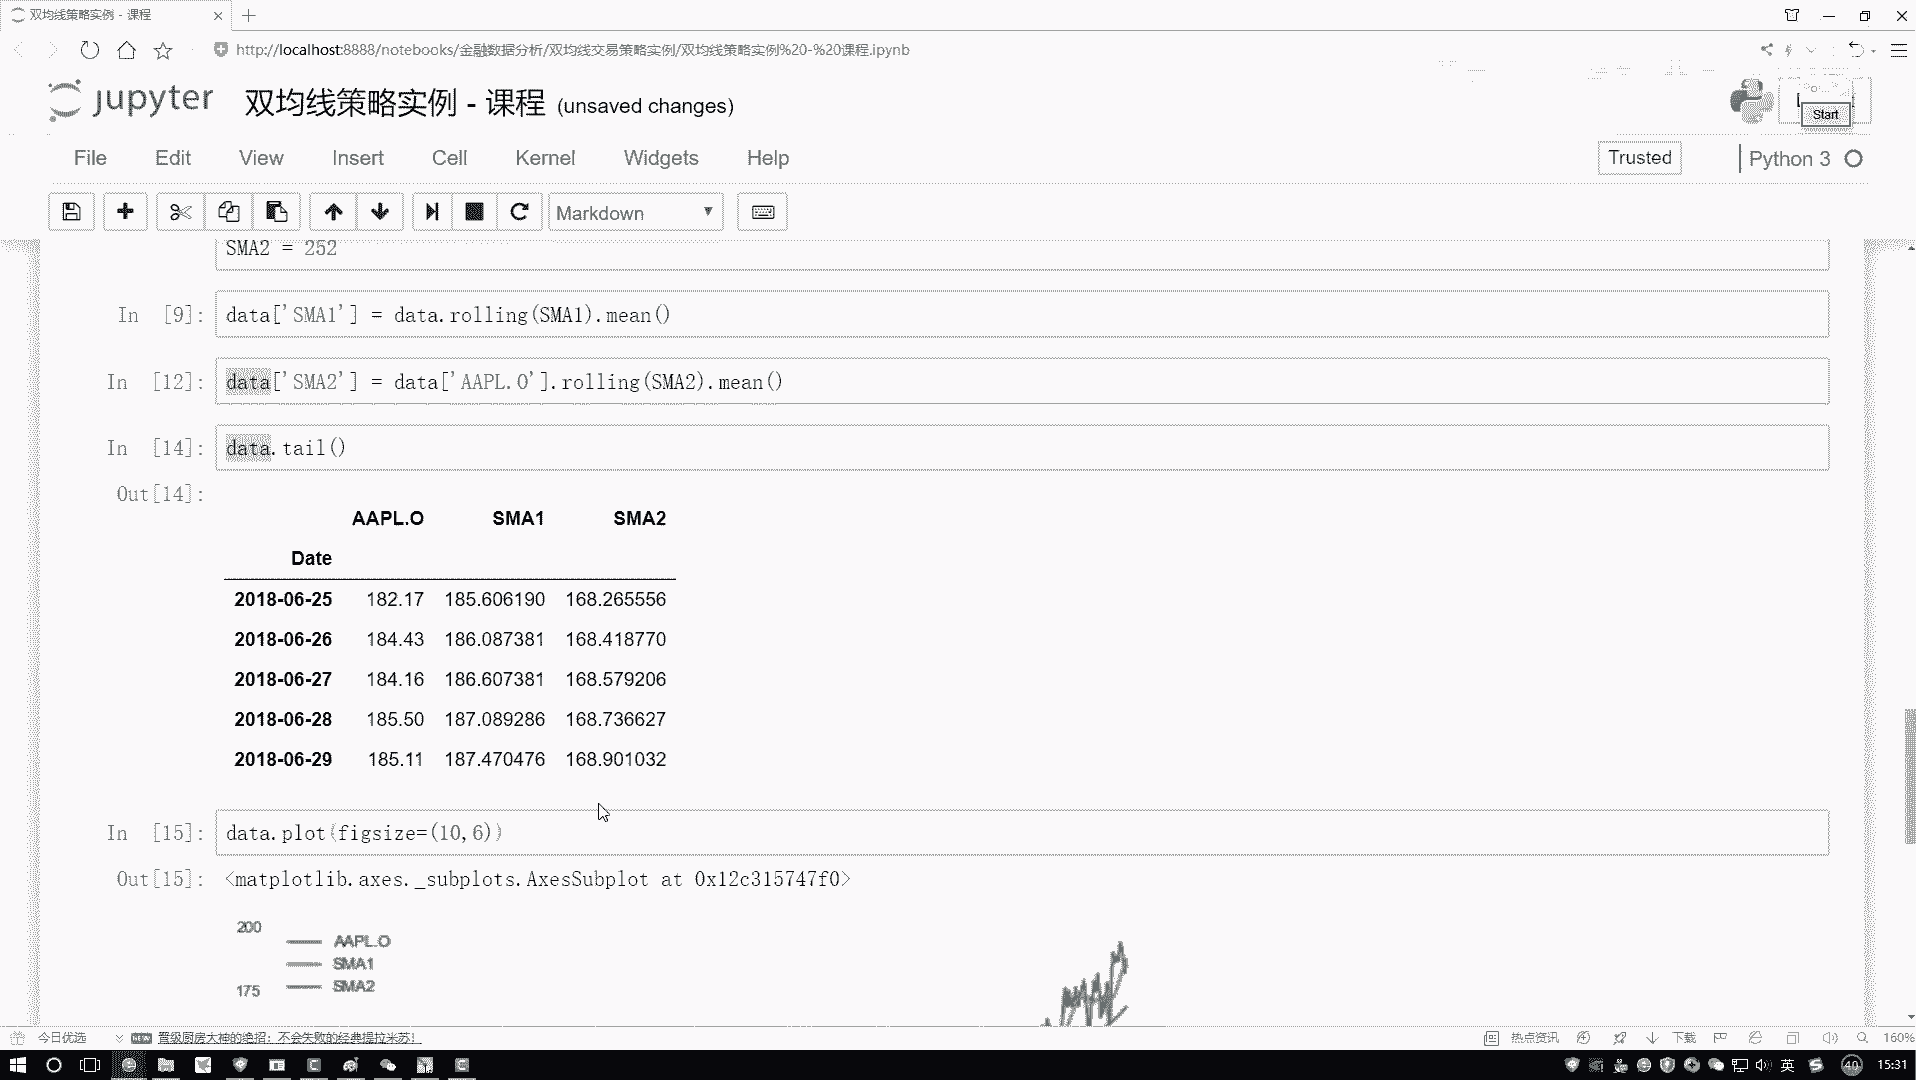 双均线策略实例 - 课程
http://localhost:8888/notebooks/金融数据分析/双均线交易策略实例/双均线策略实例%20-%20课程.ipynb
jupyter 双均线策略实例 - 课程 (unsaved changes)
Start
File Edit View Insert Cell Kernel Widgets Help
Trusted
Python 3
Markdown
SMA2 = 252
In [9]: data['SMA1'] = data.rolling(SMA1).mean()
In [12]: data['SMA2'] = data['AAPL.O'].rolling(SMA2).mean()
In [14]: data.tail()
Out[14]:
AAPL.O SMA1 SMA2
Date
2018-06-25 182.17 185.606190 168.265556
2018-06-26 184.43 186.087381 168.418770
2018-06-27 184.16 186.607381 168.579206
2018-06-28 185.50 187.089286 168.736627
2018-06-29 185.11 187.470476 168.901032
In [15]: data.plot(figsize=(10,6))
Out[15]: <matplotlib.axes._subplots.AxesSubplot at 0x12c315747f0>
200
AAPL.O
SMA1
SMA2
175
今日优选 NEW 晋级厨房大神的绝招：不会失败的经典提拉米苏！
热点资讯 下载 160%
英 40 15:31